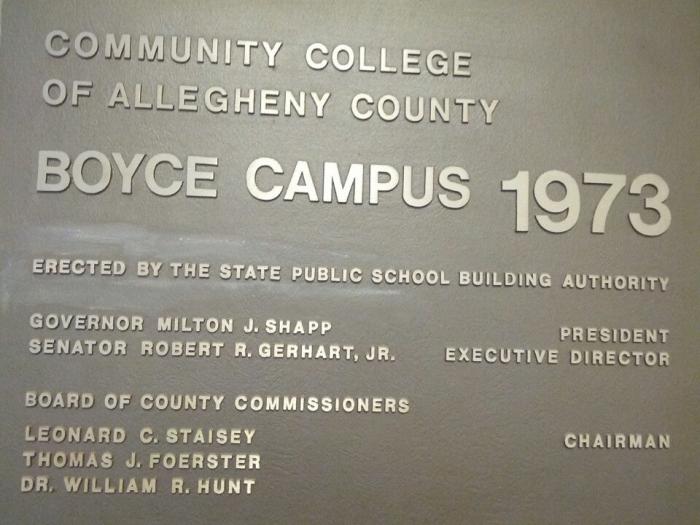 COMMUNITY COLLEGE
OF ALLEGHENY COUNTY
BOYCE CAMPUS 1973
ERECTED BY THE STATE PUBLIC SCHOOL BUILDING AUTHORITY
GOVERNOR MILTON J. SHAPP PRESIDENT
SENATOR ROBERT R. GERHART, JR. EXECUTIVE DIRECTOR
BOARD OF COUNTY COMMISSIONERS
LEONARD C. STAISEY CHAIRMAN
THOMAS J. FOERSTER
DR. WILLIAM R. HUNT